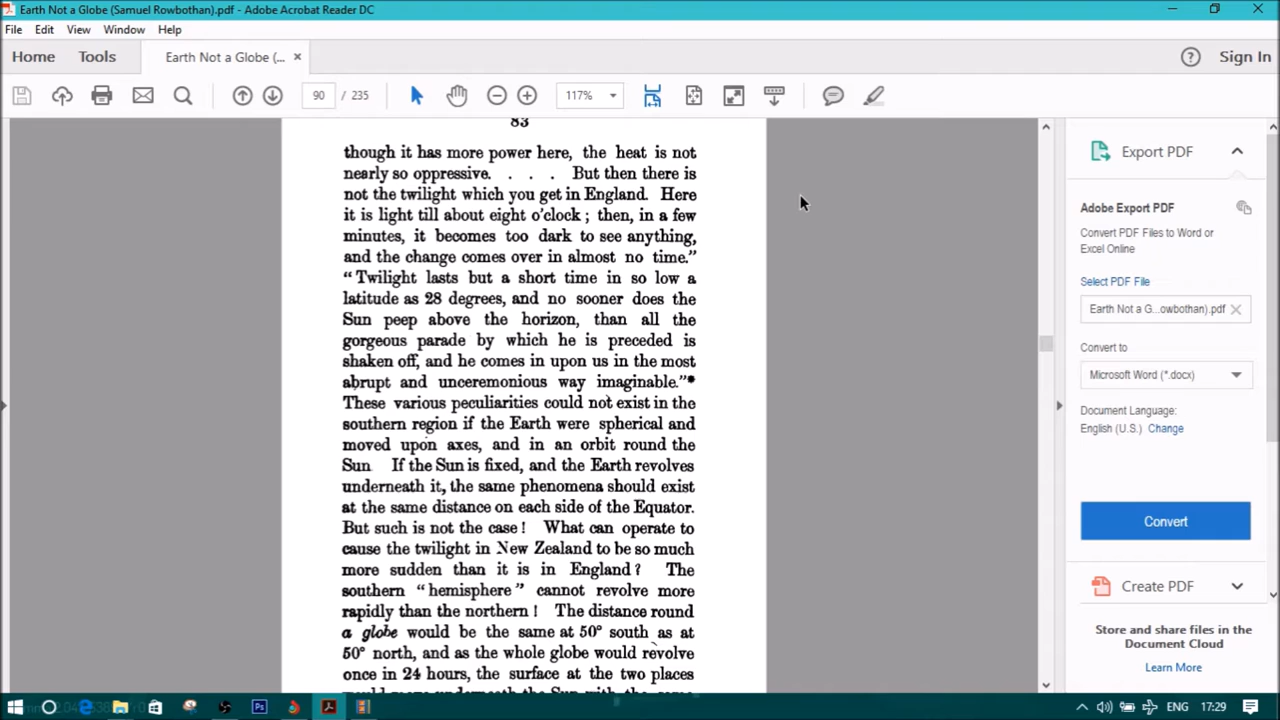 Earth Not a Globe (Samuel Rowbothan).pdf - Adobe Acrobat Reader DC
File Edit View Window Help
Home Tools Earth Not a Globe (... × Sign In
90 / 235 117%
83
though it has more power here, the heat is not
nearly so oppressive. . . . But then there is
not the twilight which you get in England. Here
it is light till about eight o'clock ; then, in a few
minutes, it becomes too dark to see anything,
and the change comes over in almost no time."
"Twilight lasts but a short time in so low a
latitude as 28 degrees, and no sooner does the
Sun peep above the horizon, than all the
gorgeous parade by which he is preceded is
shaken off, and he comes in upon us in the most
abrupt and unceremonious way imaginable."*
These various peculiarities could not exist in the
southern region if the Earth were spherical and
moved upon axes, and in an orbit round the
Sun. If the Sun is fixed, and the Earth revolves
underneath it, the same phenomena should exist
at the same distance on each side of the Equator.
But such is not the case! What can operate to
cause the twilight in New Zealand to be so much
more sudden than it is in England? The
southern "hemisphere" cannot revolve more
rapidly than the northern! The distance round
a globe would be the same at 50° south as at
50° north, and as the whole globe would revolve
once in 24 hours, the surface at the two places
Export PDF
Adobe Export PDF
Convert PDF Files to Word or
Excel Online
Select PDF File
Earth Not a G...owbothan).pdf ×
Convert to
Microsoft Word (*.docx)
Document Language:
English (U.S.) Change
Convert
Create PDF
Store and share files in the
Document Cloud
Learn More
ENG 17:29